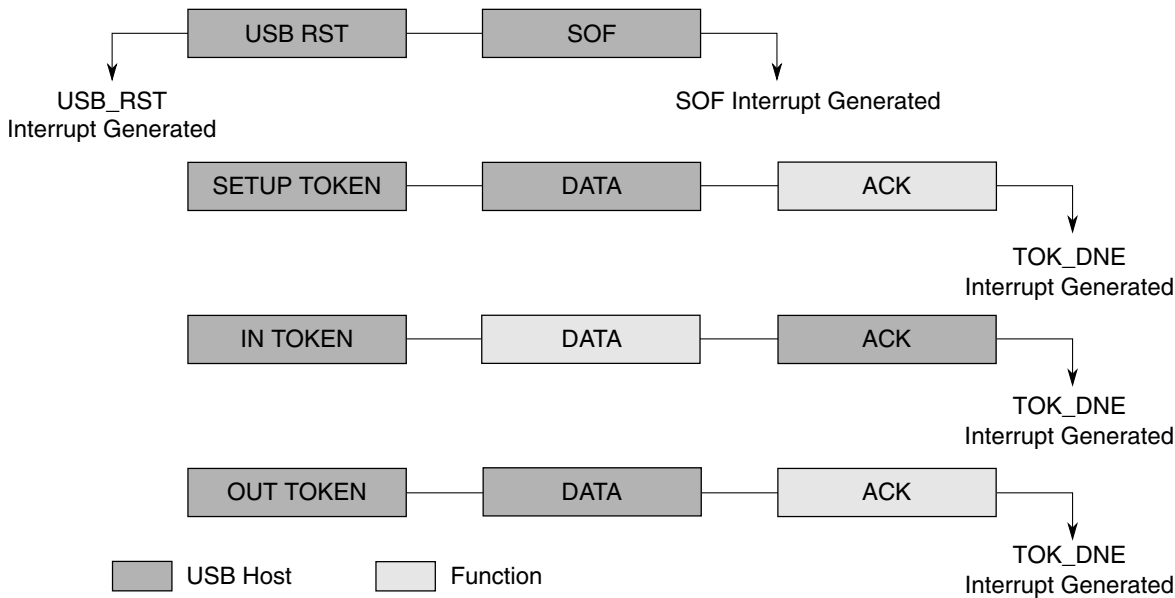 USB RST
SOF
USB_RST
Interrupt Generated
SOF Interrupt Generated
SETUP TOKEN
DATA
ACK
TOK_DNE
Interrupt Generated
IN TOKEN
DATA
ACK
TOK_DNE
Interrupt Generated
OUT TOKEN
DATA
ACK
TOK_DNE
Interrupt Generated
USB Host
Function